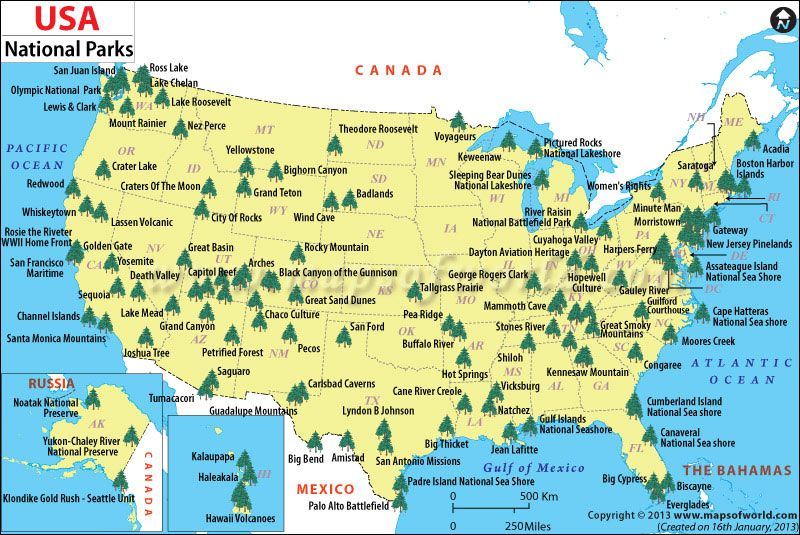 USA
National Parks
N
CANADA
San Juan Island
Ross Lake
Lake Chelan
Olympic National Park
Lewis & Clark
WA
Lake Roosevelt
Mount Rainier
Nez Perce
MT
Theodore Roosevelt
ND
Voyageurs
Keweenaw
Pictured Rocks
National Lakeshore
NH
ME
Acadia
PACIFIC
OCEAN
OR
Yellowstone
Bighorn Canyon
SD
MN
Sleeping Bear Dunes
National Lakeshore
Saratoga
Boston Harbor
Islands
Crater Lake
ID
Craters Of The Moon
Grand Teton
Badlands
WI
MI
Women's Rights
NY
M
RI
CT
Redwood
WY
Wind Cave
River Raisin
National Battlefield Park
Minute Man
Morristown
Whiskeytown
Lassen Volcanic
City Of Rocks
NE
IA
Cuyahoga Valley
PA
Gateway
New Jersey Pinelands
Rosie the Riveter
WWII Home Front
Golden Gate
NV
Great Basin
Rocky Mountain
Dayton Aviation Heritage
OH
Harpers Ferry
DE
San Francisco
Maritime
CA
Yosemite
UT
Arches
IL
IN
WV
Assateague Island
National Sea Shore
Death Valley
Capitol Reef
Black Canyon of the Gunnison
George Rogers Clark
Hopewell
Culture
VA
Gauley River
DC
Sequoia
CO
KS
Tallgrass Prairie
MO
KY
Guilford
Courthouse
Great Sand Dunes
Mammoth Cave
Channel Islands
Lake Mead
Grand Canyon
Chaco Culture
San Ford
Pea Ridge
Stones River
TN
Great Smoky
Mountains
NC
Cape Hatteras
National Sea shore
Santa Monica Mountains
AZ
OK
Buffalo River
Moores Creek
Joshua Tree
Petrified Forest
NM
Pecos
AR
Shiloh
SC
Congaree
ATLANTIC
OCEAN
Hot Springs
Kennesaw Mountain
Saguaro
MS
AL
GA
RUSSIA
Noatak National
Preserve
Tumacorari
Carlsbad Caverns
Cane River Creole
Vicksburg
Cumberland Island
National Sea shore
Guadalupe Mountains
TX
Lyndon B Johnson
Natchez
AK
LA
Gulf Islands
National Seashore
Canaveral
National Sea shore
Yukon-Chaley River
National Preserve
CANADA
Kalaupapa
Haleakala
HI
Hawaii Volcanoes
Big Bend
Amistad
San Antonio Missions
Big Thicket
Jean Lafitte
FL
Gulf of Mexico
THE BAHAMAS
Klondike Gold Rush - Seattle Unit
MEXICO
Padre Island National Sea Shore
Big Cypress
Biscayne
Everglades
Palo Alto Battlefield
0 500 Km
0 250Miles
Copyright © 2013 www.mapsofworld.com
(Created on 16th January, 2013)